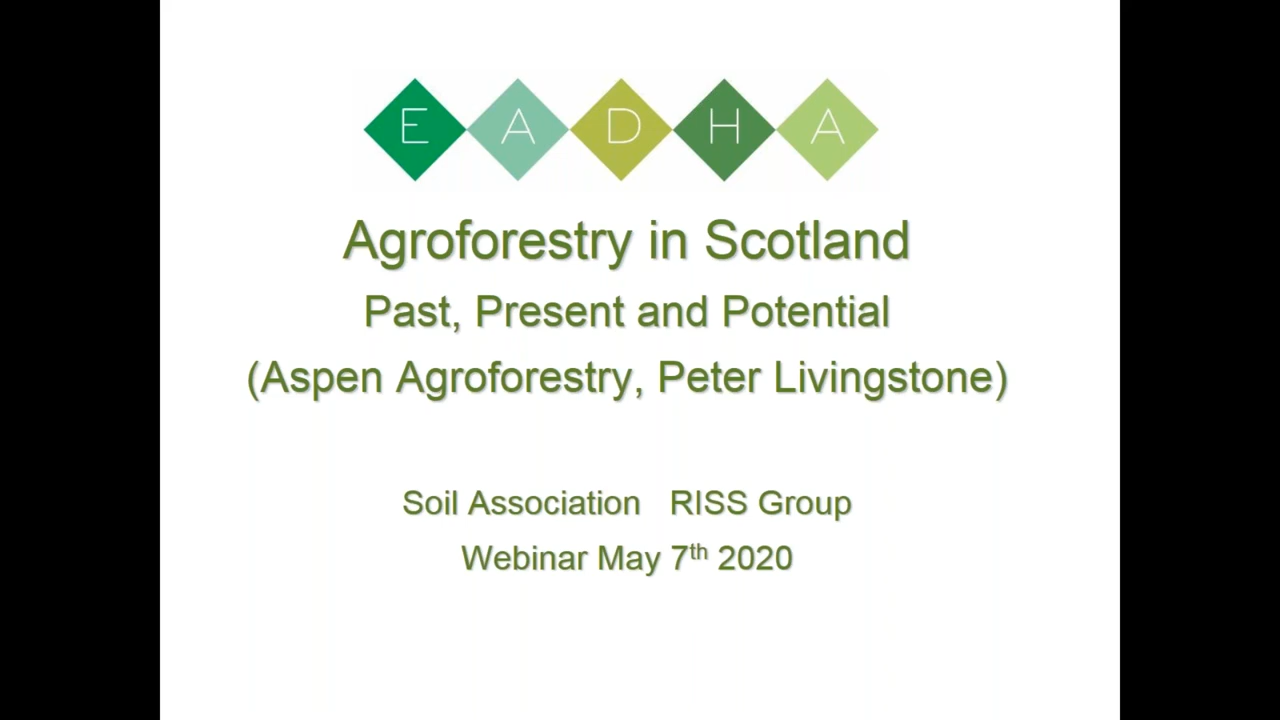 EADHA
Agroforestry in Scotland
Past, Present and Potential
(Aspen Agroforestry, Peter Livingstone)
Soil Association RISS Group
Webinar May 7th 2020